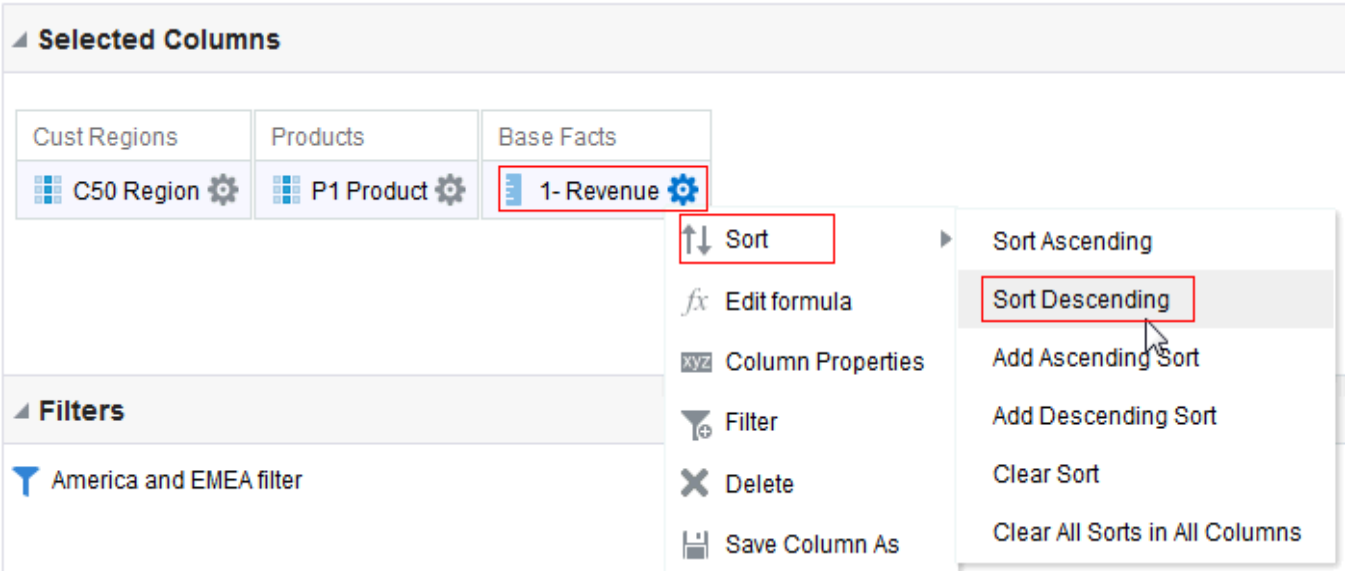 Selected Columns
Cust Regions Products Base Facts
C50 Region P1 Product 1- Revenue
Sort Sort Ascending
fx Edit formula Sort Descending
xyz Column Properties Add Ascending Sort
Filters
Filter Add Descending Sort
America and EMEA filter
Delete Clear Sort
Save Column As Clear All Sorts in All Columns